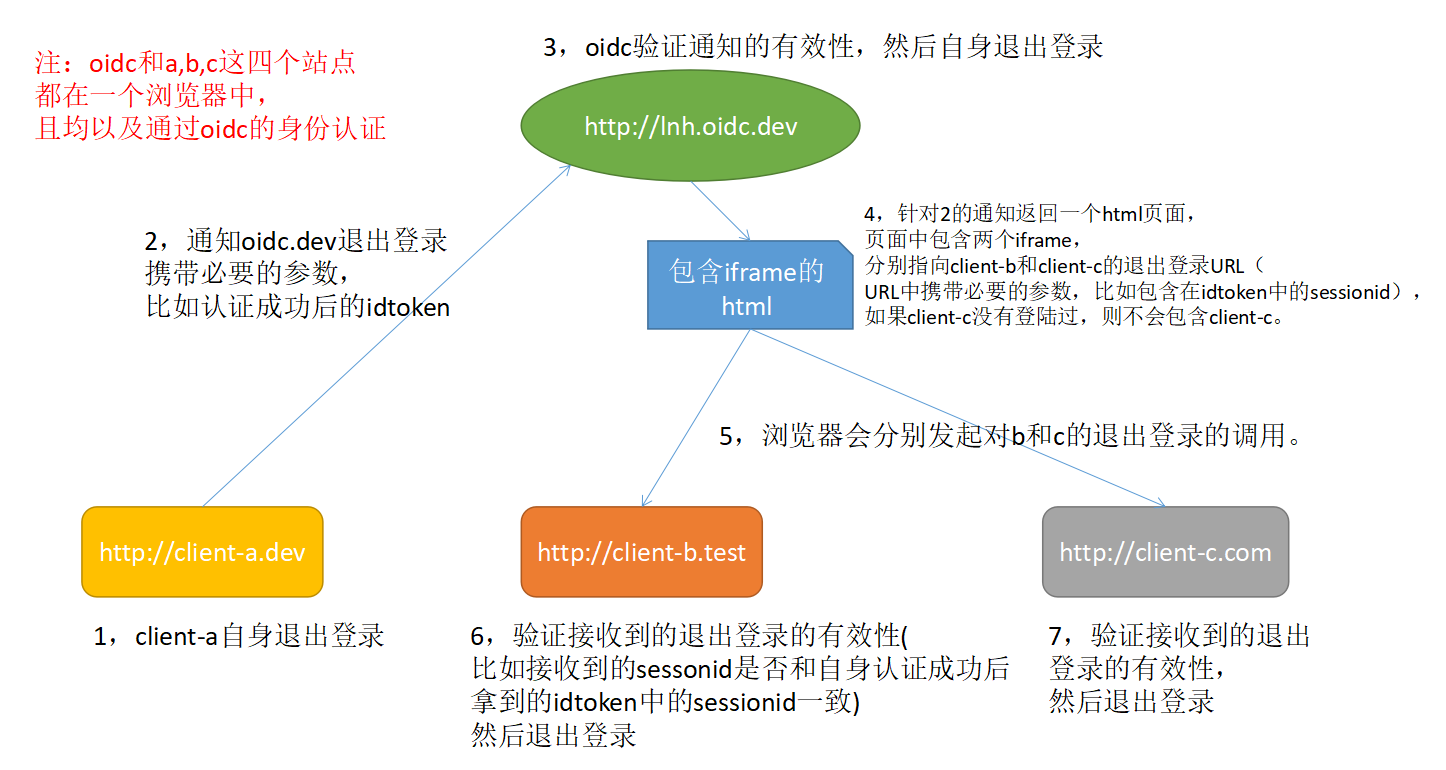 3，oidc验证通知的有效性，然后自身退出登录
注：oidc和a,b,c这四个站点
都在一个浏览器中，
且均以及通过oidc的身份认证
http://lnh.oidc.dev
2，通知oidc.dev退出登录
携带必要的参数，
比如认证成功后的idtoken
包含iframe的
html
4，针对2的通知返回一个html页面，
页面中包含两个iframe，
分别指向client-b和client-c的退出登录URL（
URL中携带必要的参数，比如包含在idtoken中的sessionid），
如果client-c没有登陆过，则不会包含client-c。
5，浏览器会分别发起对b和c的退出登录的调用。
http://client-a.dev
http://client-b.test
http://client-c.com
1，client-a自身退出登录
6，验证接收到的退出登录的有效性(
比如接收到的sessonid是否和自身认证成功后
拿到的idtoken中的sessionid一致)
然后退出登录
7，验证接收到的退出
登录的有效性，
然后退出登录